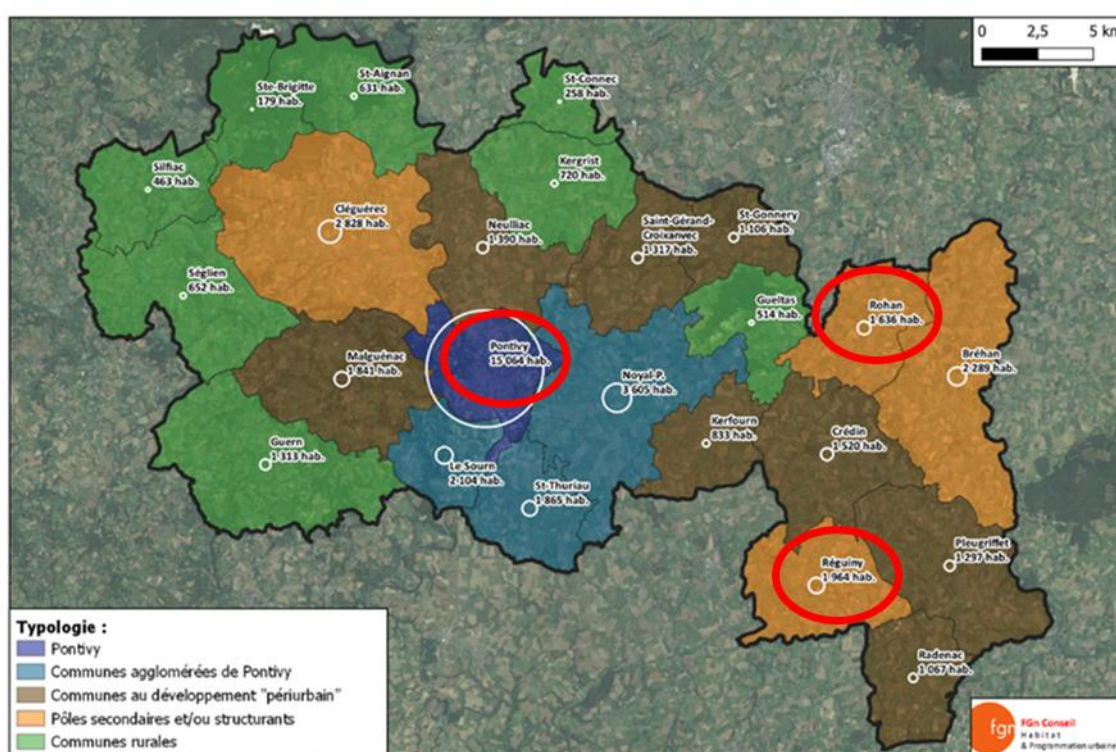 0 2,5 5 km
St-Aignan
631 hab.
Ste-Brigitte
179 hab.
St-Connec
258 hab.
Silfiac
463 hab.
Kergrist
720 hab.
Cléguérec
2 828 hab.
Neulliac
1 390 hab.
Saint-Gérand-
Croixanvec
1 317 hab.
St-Gonnery
1 106 hab.
Séglien
652 hab.
Gueltas
514 hab.
Rohan
1 636 hab.
Pontivy
15 064 hab.
Malguénac
1 841 hab.
Noyal-P.
3 605 hab.
Bréhan
2 289 hab.
Kerfourn
833 hab.
Crédin
1 520 hab.
Guern
1 313 hab.
Le Sourn
2 104 hab.
St-Thuriau
1 865 hab.
Pleugriffet
1 297 hab.
Réguiny
1 964 hab.
Radenac
1 067 hab.
Typologie :
Pontivy
Communes agglomérées de Pontivy
Communes au développement "périurbain"
Pôles secondaires et/ou structurants
Communes rurales
fgn
FGn Conseil
Habitat
& Programmation urbaine